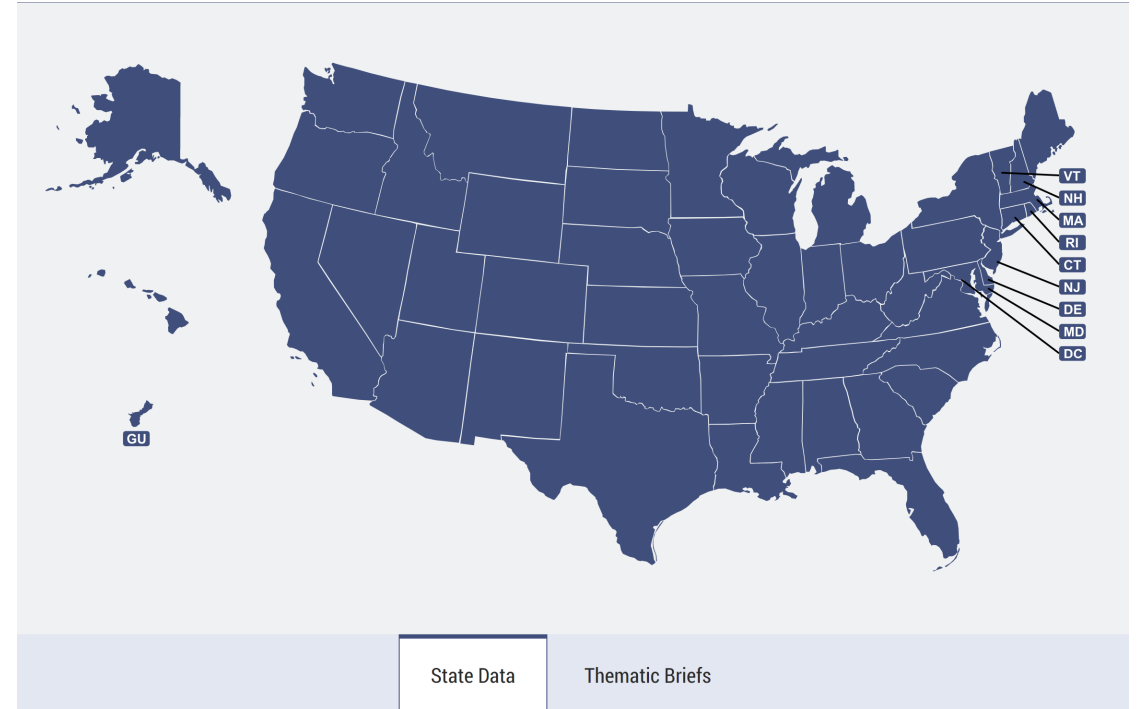 VT
NH
MA
RI
CT
NJ
DE
MD
DC
GU
State Data
Thematic Briefs